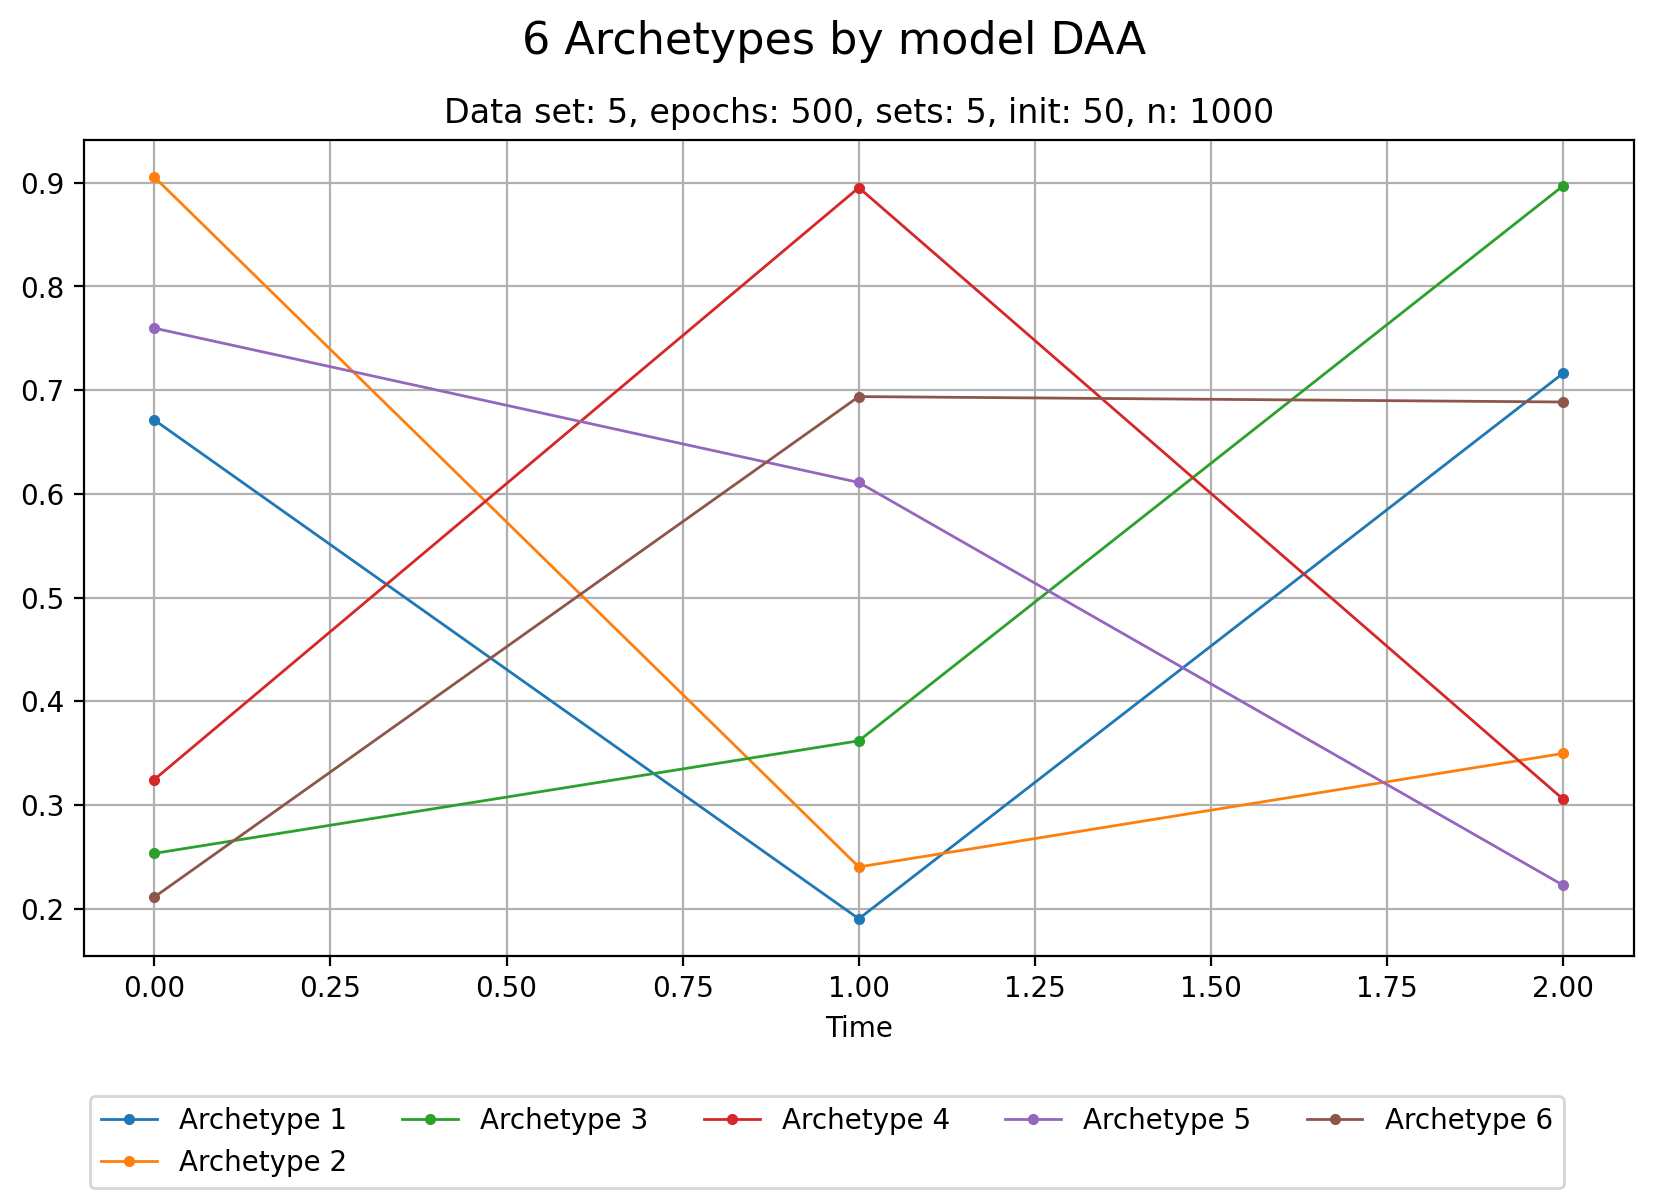 6 Archetypes by model DAA
Data set: 5, epochs: 500, sets: 5, init: 50, n: 1000
0.9
0.8
0.7
0.6
0.5
0.4
0.3
0.2
0.00 0.25 0.50 0.75 1.00 1.25 1.50 1.75 2.00
Time
Archetype 1 Archetype 3 Archetype 4 Archetype 5 Archetype 6
Archetype 2